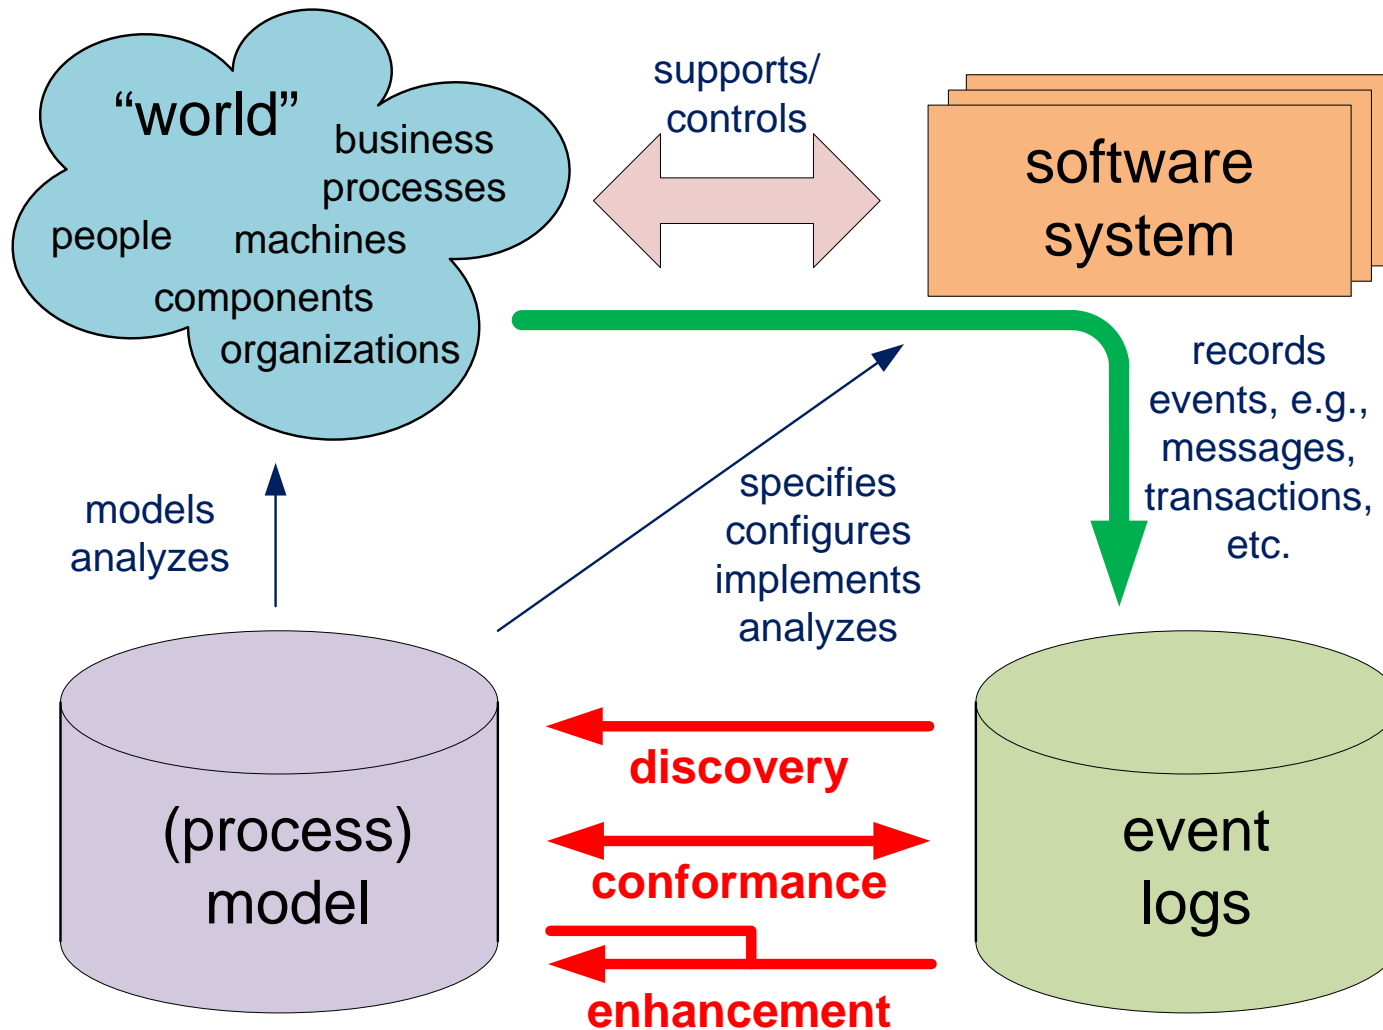 “world”
business
processes
people
machines
components
organizations
supports/
controls
software
system
records
events, e.g.,
messages,
transactions,
etc.
models
analyzes
specifies
configures
implements
analyzes
(process)
model
discovery
conformance
enhancement
event
logs